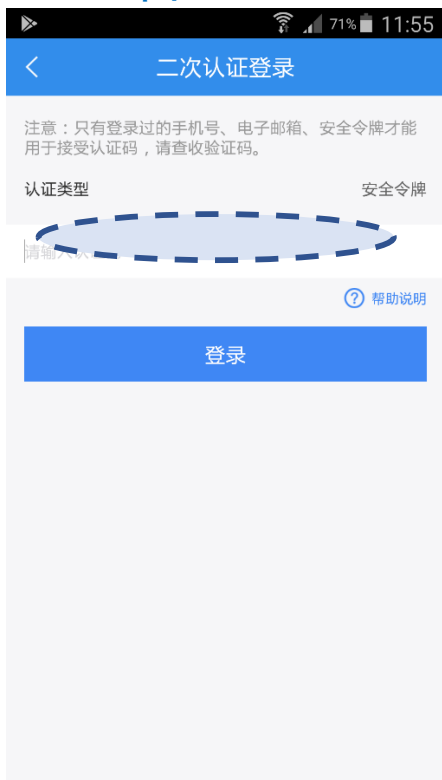 71% 11:55
二次认证登录
注意：只有登录过的手机号、电子邮箱、安全令牌才能
用于接受认证码，请查收验证码。
认证类型 安全令牌
请输入
帮助说明
登录